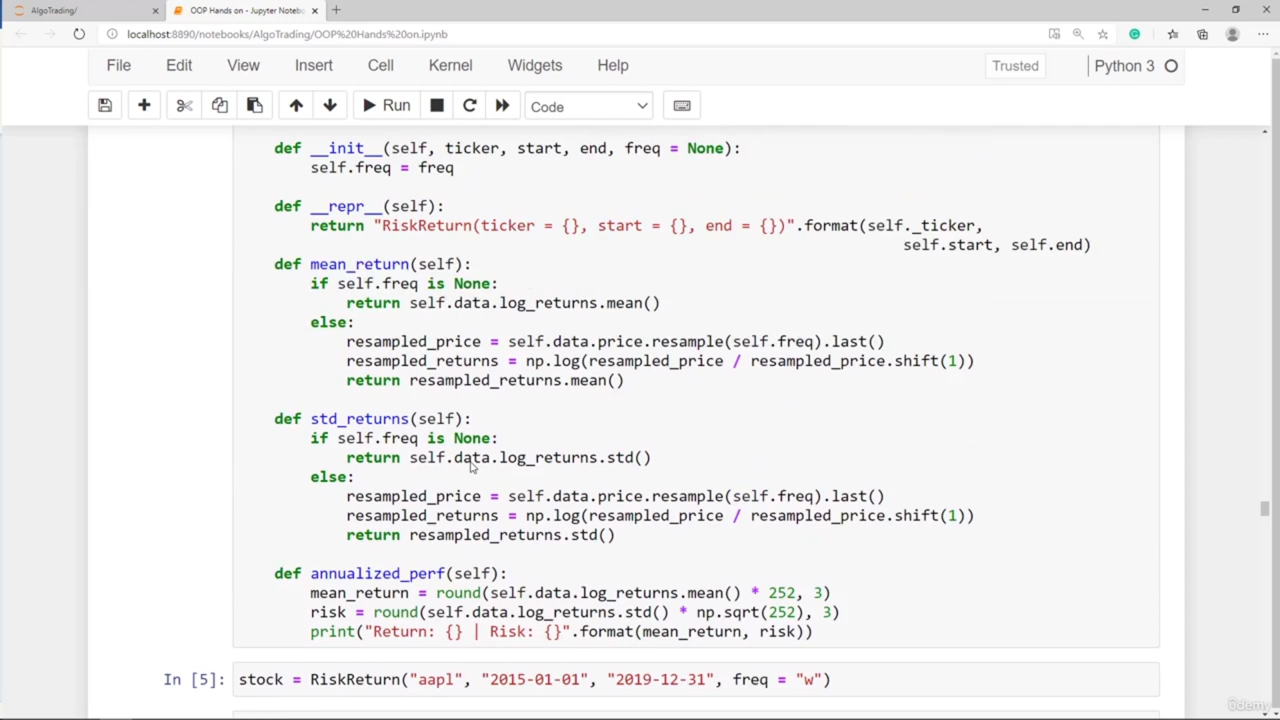 AlgoTrading/
OOP Hands on - Jupyter Notebo
localhost:8890/notebooks/AlgoTrading/OOP%20Hands%20on.ipynb
File Edit View Insert Cell Kernel Widgets Help
Trusted
Python 3
Run
Code
def __init__(self, ticker, start, end, freq = None):
self.freq = freq
def __repr__(self):
return "RiskReturn(ticker = {}, start = {}, end = {})".format(self._ticker,
self.start, self.end)
def mean_return(self):
if self.freq is None:
return self.data.log_returns.mean()
else:
resampled_price = self.data.price.resample(self.freq).last()
resampled_returns = np.log(resampled_price / resampled_price.shift(1))
return resampled_returns.mean()
def std_returns(self):
if self.freq is None:
return self.data.log_returns.std()
else:
resampled_price = self.data.price.resample(self.freq).last()
resampled_returns = np.log(resampled_price / resampled_price.shift(1))
return resampled_returns.std()
def annualized_perf(self):
mean_return = round(self.data.log_returns.mean() * 252, 3)
risk = round(self.data.log_returns.std() * np.sqrt(252), 3)
print("Return: {} | Risk: {}".format(mean_return, risk))
In [5]: stock = RiskReturn("aapl", "2015-01-01", "2019-12-31", freq = "w")
Udemy